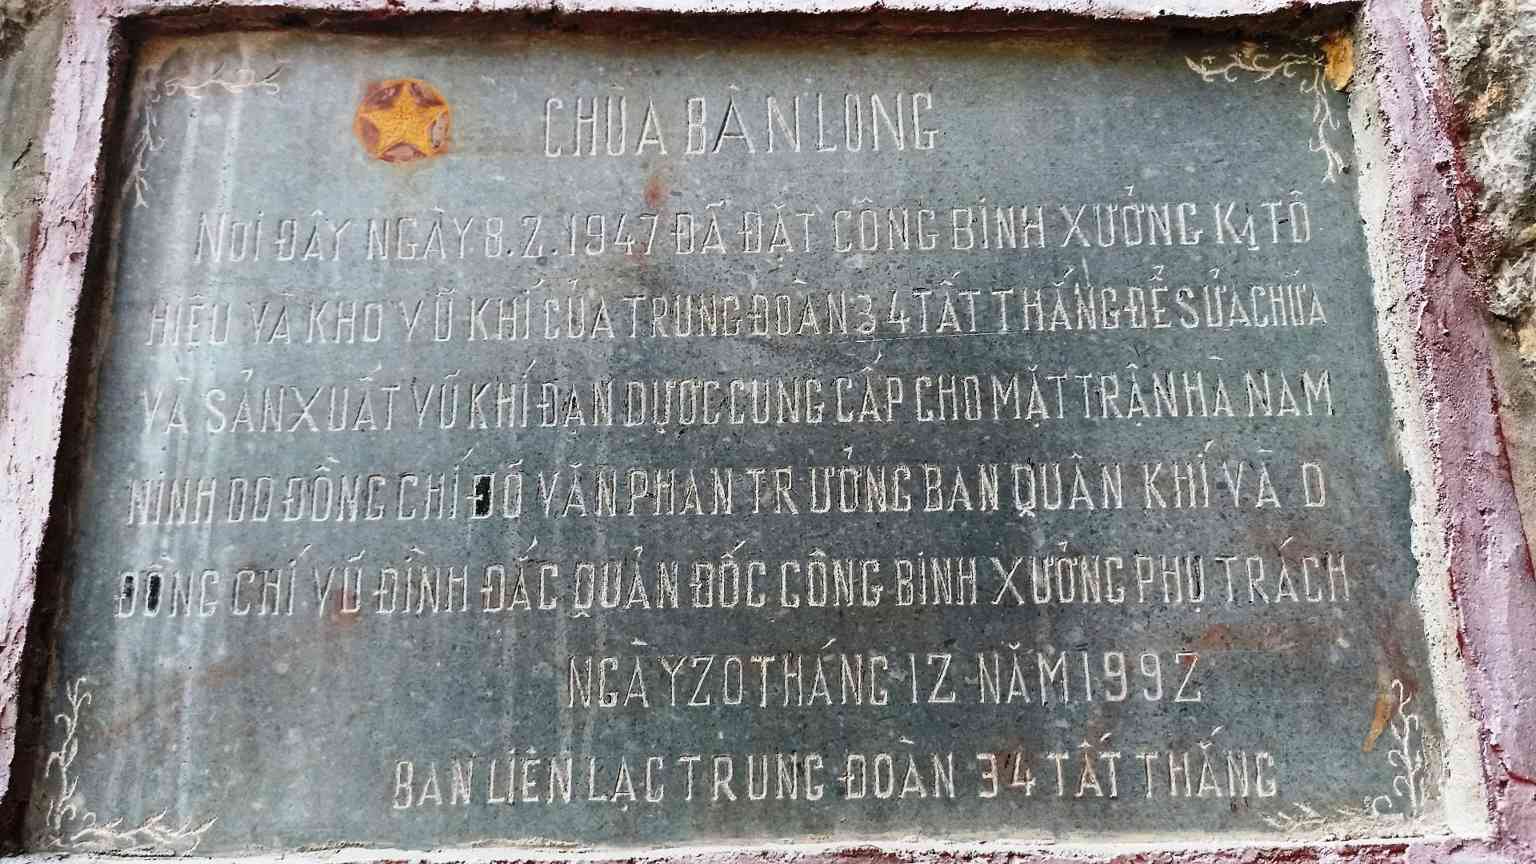 CHÙA BÀN LONG
NƠI ĐÂY NGÀY 8.2.1947 ĐÃ ĐẶT CÔNG BINH XƯỞNG K1 TÔ
HIỆU VÀ KHO VŨ KHÍ CỦA TRUNG ĐOÀN 34 TẤT THẮNG ĐỂ SỬA CHỮA
VÀ SẢN XUẤT VŨ KHÍ ĐẠN DƯỢC CUNG CẤP CHO MẶT TRẬN HÀ NAM
NINH DO ĐỒNG CHÍ ĐỖ VĂN PHAN TRƯỞNG BAN QUÂN KHÍ VÀ D
ĐỒNG CHÍ VŨ ĐÌNH ĐẮC QUẢN ĐỐC CÔNG BINH XƯỞNG PHỤ TRÁCH
NGÀY 20 THÁNG 12 NĂM 1992
BAN LIÊN LẠC TRUNG ĐOÀN 34 TẤT THẮNG